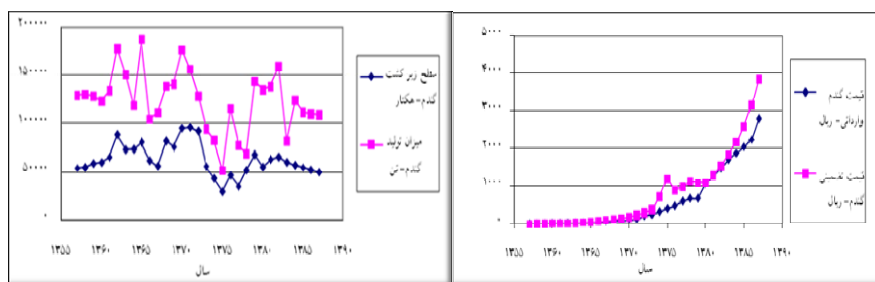 ۲۰۰۰۰۰
۱۵۰۰۰۰
۱۰۰۰۰۰
۵۰۰۰۰
۰
۱۳۵۵ ۱۳۶۰ ۱۳۶۵ ۱۳۷۰ ۱۳۷۵ ۱۳۸۰ ۱۳۸۵ ۱۳۹۰
سال
سطح زیر کشت
گندم-هکتار
میزان تولید
گندم-تن
۵۰۰۰
۴۰۰۰
۳۰۰۰
۲۰۰۰
۱۰۰۰
۰
۱۳۵۵ ۱۳۶۰ ۱۳۶۵ ۱۳۷۰ ۱۳۷۵ ۱۳۸۰ ۱۳۸۵ ۱۳۹۰
سال
قیمت گندم
وارداتی- ریال
قیمت تضمینی
گندم-ریال